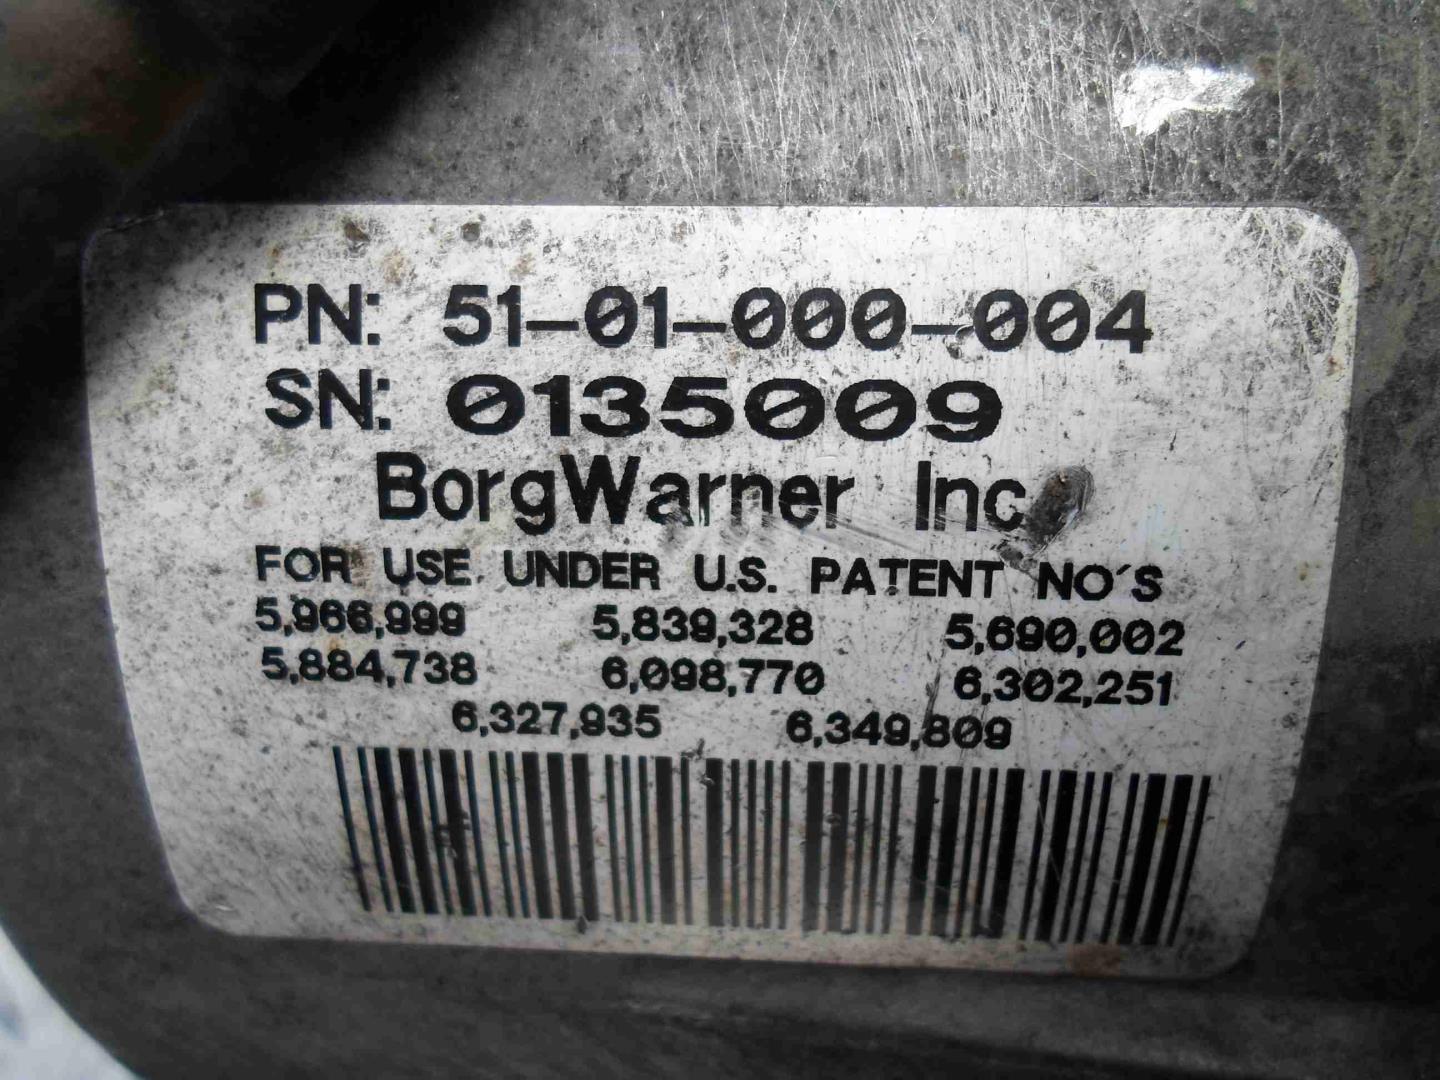 PN: 51-01-000-004
SN: 0135009
BorgWarner Inc
FOR USE UNDER U.S. PATENT NO'S
5,966,999 5,839,328 5,690,002
5,884,738 6,098,770 6,302,251
6,327,935 6,349,809